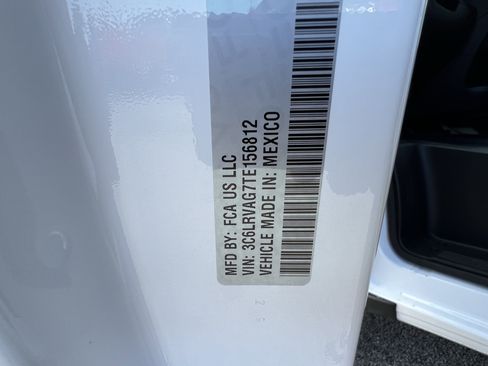 MFD BY: FCA US LLC
VIN: 3C6LRVAG7TE156812
VEHICLE MADE IN: MEXICO